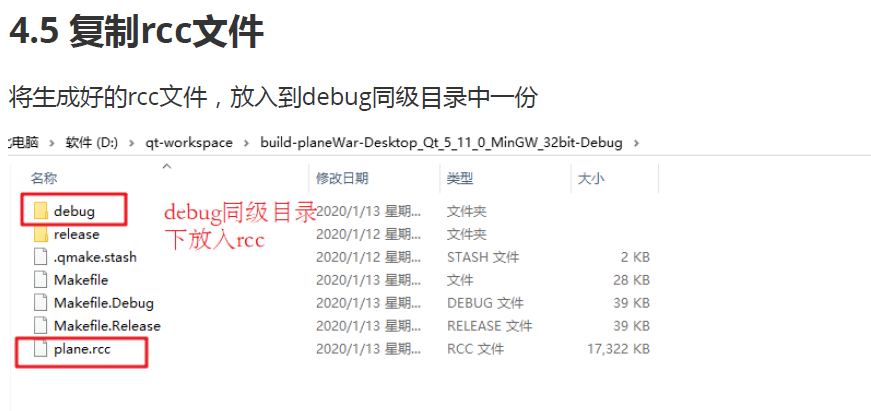 4.5 复制rcc文件
将生成好的rcc文件，放入到debug同级目录中一份
电脑 > 软件 (D:) > qt-workspace > build-planeWar-Desktop_Qt_5_11_0_MinGW_32bit-Debug >
名称 修改日期 类型 大小
debug 2020/1/13 星期... 文件夹
debug同级目录
下放入rcc
release 2020/1/12 星期... 文件夹
.qmake.stash 2020/1/12 星期... STASH 文件 2 KB
Makefile 2020/1/13 星期... 文件 28 KB
Makefile.Debug 2020/1/13 星期... DEBUG 文件 39 KB
Makefile.Release 2020/1/13 星期... RELEASE 文件 39 KB
plane.rcc 2020/1/13 星期... RCC 文件 17,322 KB